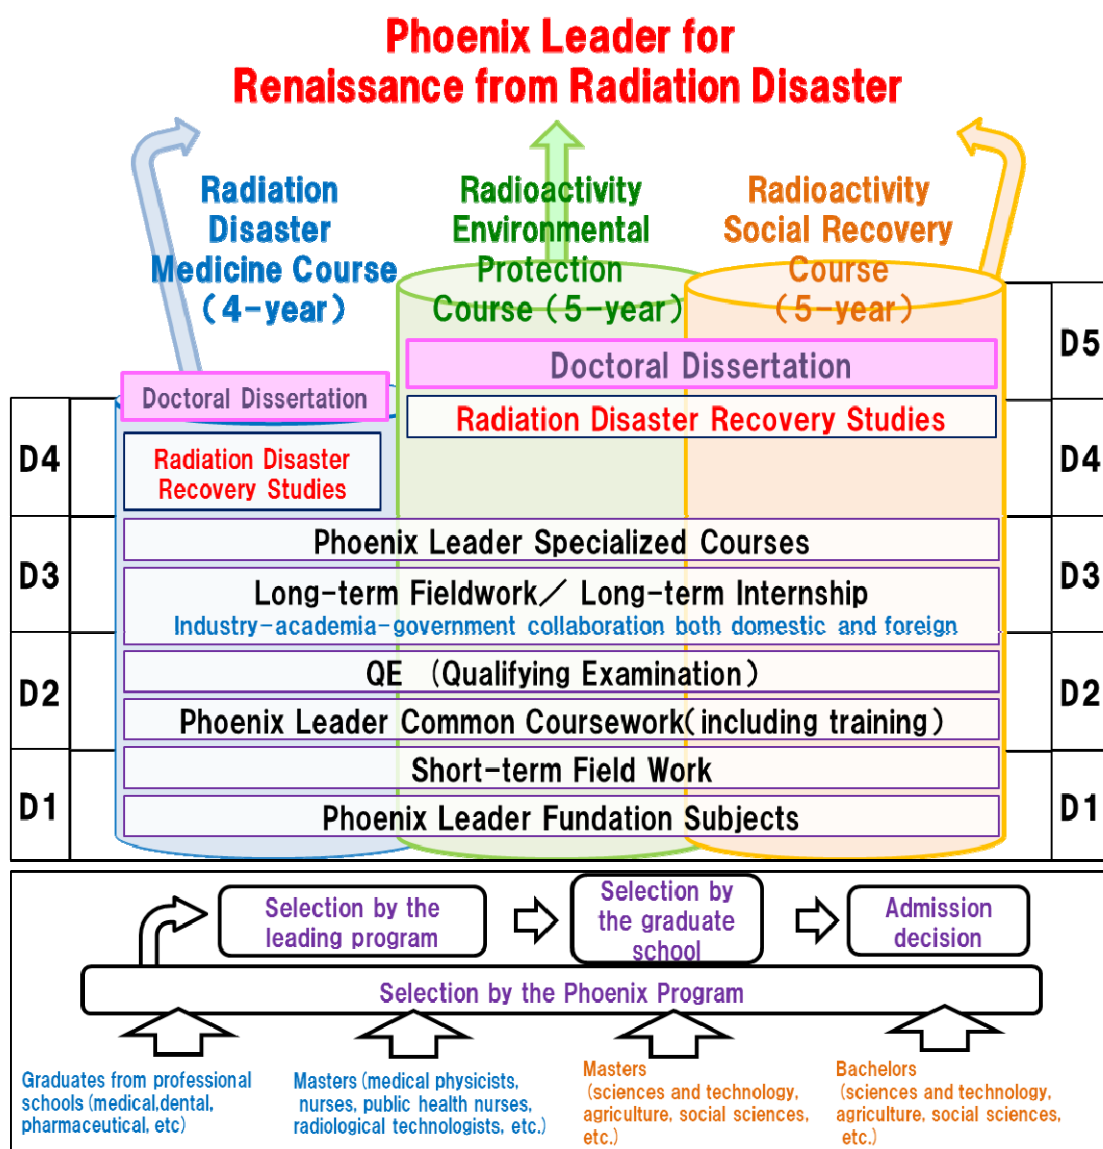 Phoenix Leader for
Renaissance from Radiation Disaster
Radiation
Disaster
Medicine Course
(4-year)
Radioactivity
Environmental
Protection
Course (5-year)
Radioactivity
Social Recovery
Course
(5-year)
D5
Doctoral Dissertation
Doctoral Dissertation
Radiation Disaster Recovery Studies
D4
Radiation Disaster
Recovery Studies
D4
Phoenix Leader Specialized Courses
D3
Long-term Fieldwork／ Long-term Internship
Industry-academia-government collaboration both domestic and foreign
D3
QE （Qualifying Examination）
D2
Phoenix Leader Common Coursework(including training)
D2
Short-term Field Work
D1
Phoenix Leader Fundation Subjects
D1
Selection by the
leading program
Selection by
the graduate
school
Admission
decision
Selection by the Phoenix Program
Graduates from professional
schools (medical,dental,
pharmaceutical, etc)
Masters (medical physicists,
nurses, public health nurses,
radiological technologists, etc.)
Masters
(sciences and technology,
agriculture, social sciences,
etc.)
Bachelors
(sciences and technology,
agriculture, social sciences,
etc.)